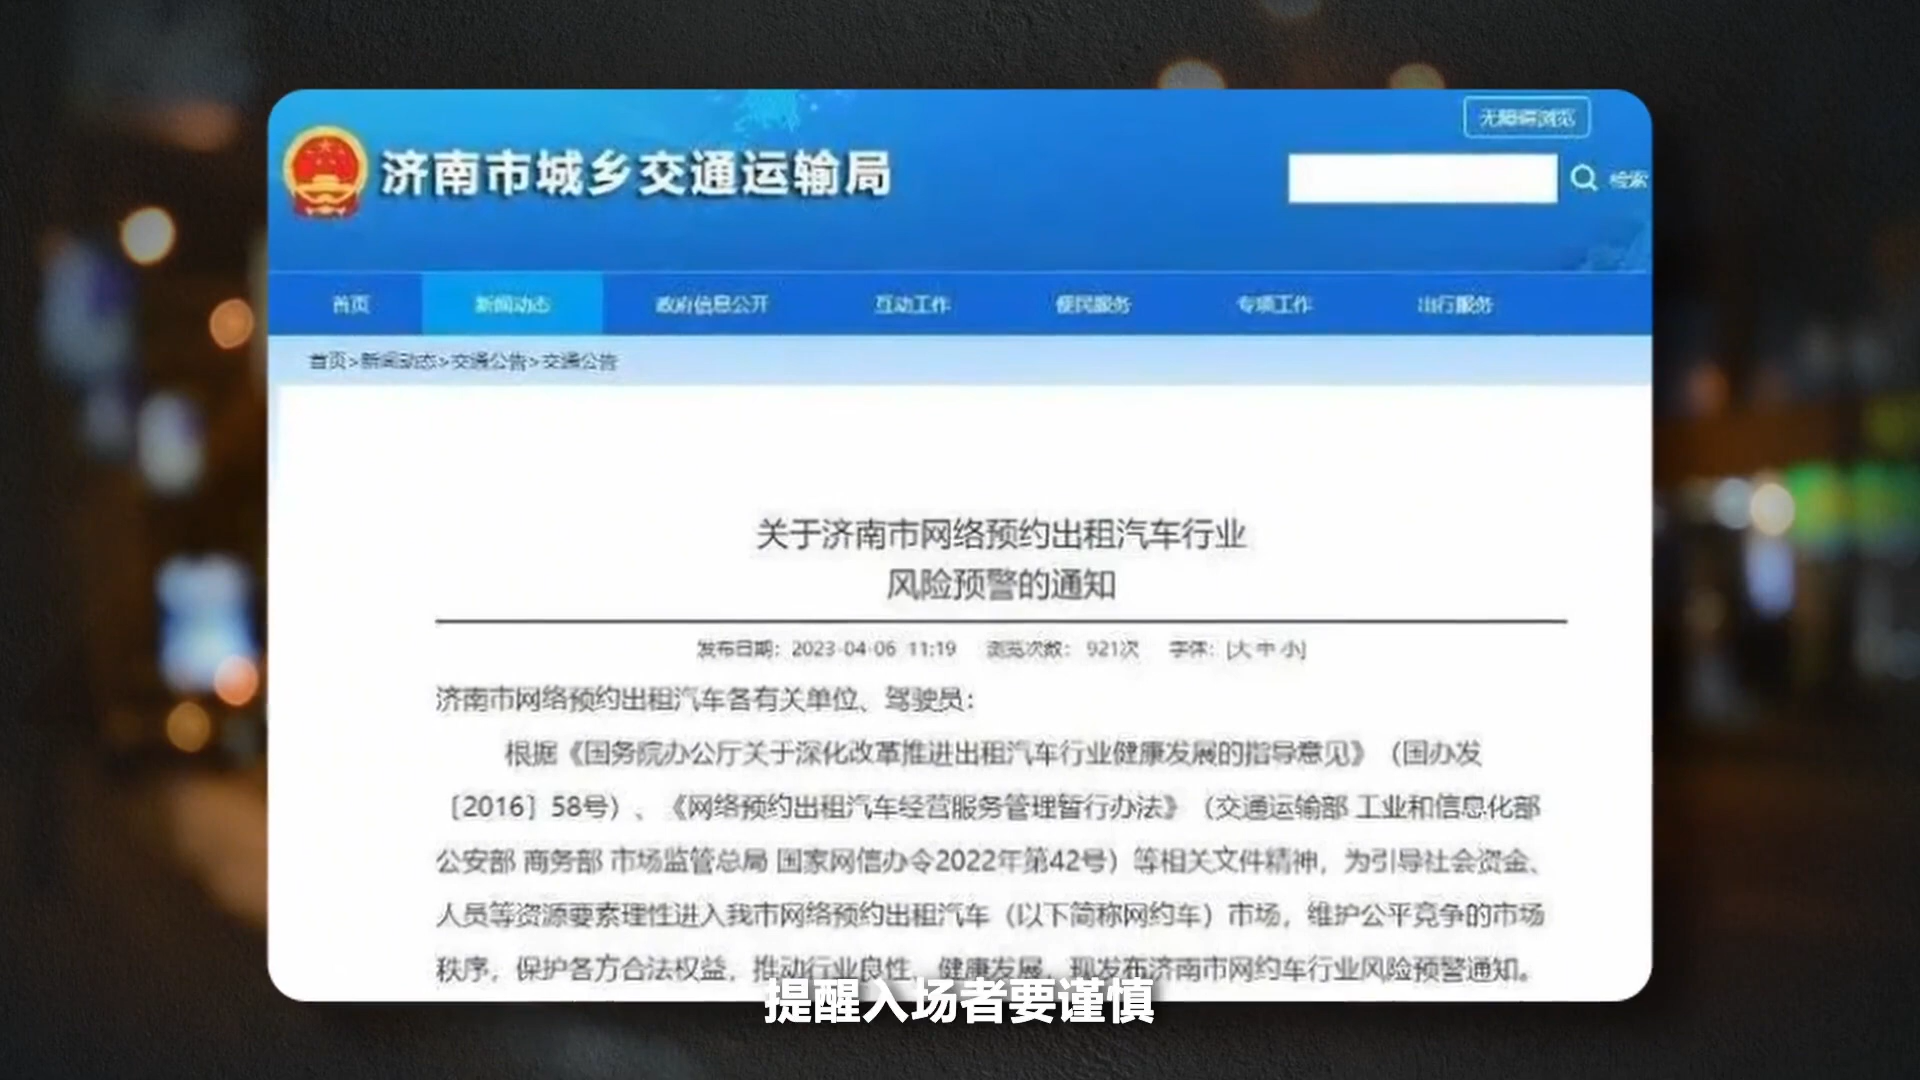 无障碍浏览
济南市城乡交通运输局
检索
首页 新闻动态 政府信息公开 互动工作 便民服务 专项工作 出行服务
首页>新闻动态>交通公告>交通公告
关于济南市网络预约出租汽车行业
风险预警的通知
发布日期：2023-04-06 11:19 浏览次数：921次 字体：[大 中 小]
济南市网络预约出租汽车各有关单位、驾驶员：
根据《国务院办公厅关于深化改革推进出租汽车行业健康发展的指导意见》（国办发
〔2016〕58号）、《网络预约出租汽车经营服务管理暂行办法》（交通运输部 工业和信息化部
公安部 商务部 市场监管总局 国家网信办令2022年第42号）等相关文件精神，为引导社会资金、
人员等资源要素理性进入我市网络预约出租汽车（以下简称网约车）市场，维护公平竞争的市场
秩序，保护各方合法权益，推动行业良性、健康发展，现发布济南市网约车行业风险预警通知。
提醒入场者要谨慎